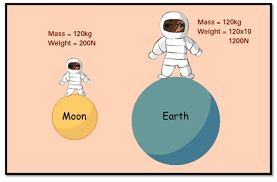 Mass = 120kg
Weight = 200N
Mass = 120kg
Weight = 120x10
1200N
Moon
Earth